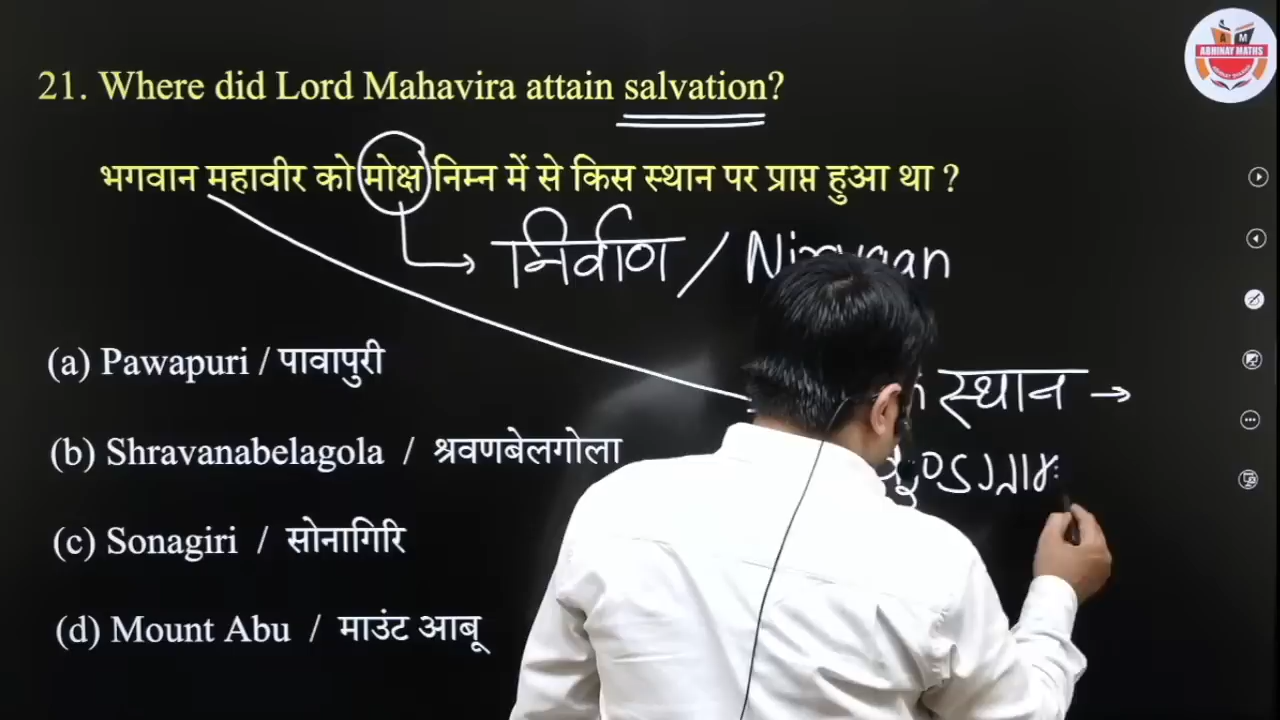 A M
ABHINAY MATHS
21. Where did Lord Mahavira attain salvation?
भगवान महावीर को मोक्ष निम्न में से किस स्थान पर प्राप्त हुआ था ?
निर्वाण /
(a) Pawapuri / पावापुरी
स्थान →
(b) Shravanabelagola / श्रवणबेलगोला
(c) Sonagiri / सोनागिरि
(d) Mount Abu / माउंट आबू